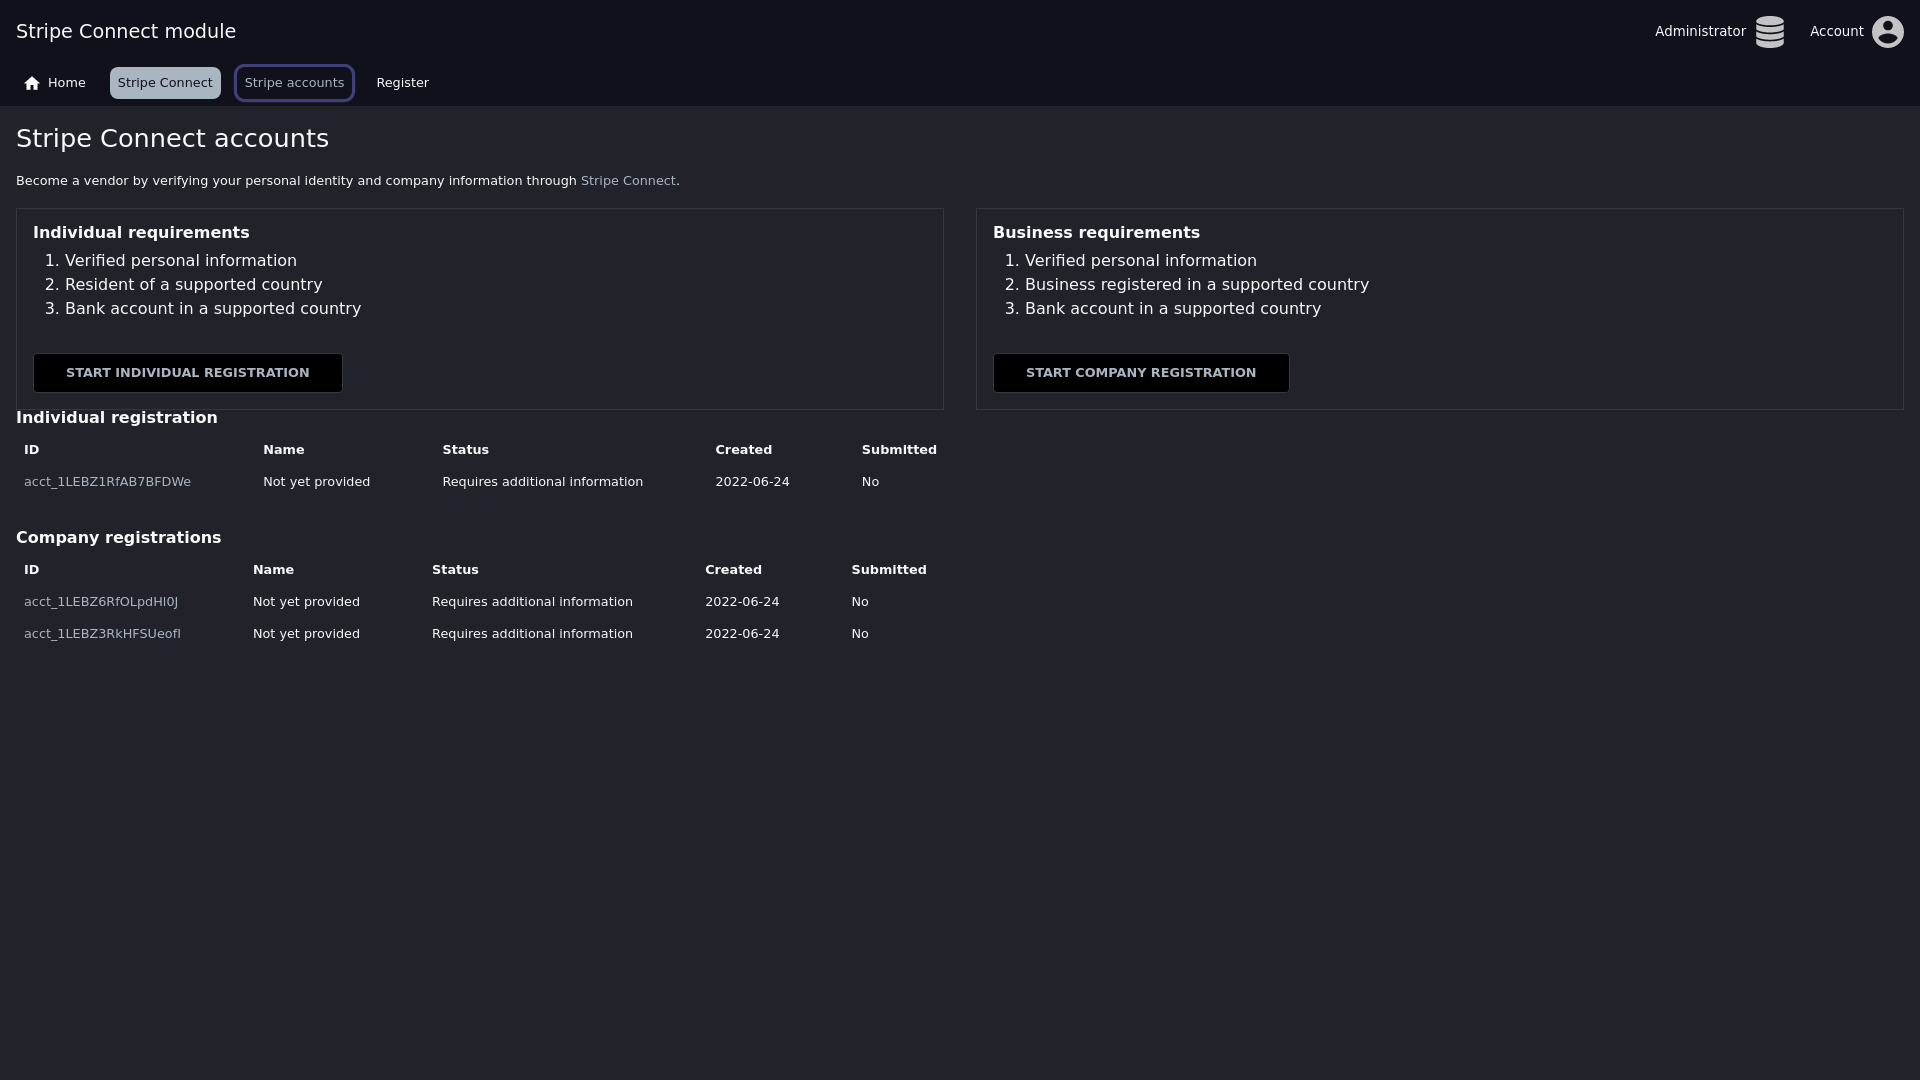 Stripe Connect module
Administrator
Account
Home
Stripe Connect
Stripe accounts
Register
Stripe Connect accounts
Become a vendor by verifying your personal identity and company information through Stripe Connect.
Individual requirements
1. Verified personal information
2. Resident of a supported country
3. Bank account in a supported country
START INDIVIDUAL REGISTRATION
Business requirements
1. Verified personal information
2. Business registered in a supported country
3. Bank account in a supported country
START COMPANY REGISTRATION
Individual registration
ID Name Status Created Submitted
acct_1LEBZ1RfAB7BFDWe Not yet provided Requires additional information 2022-06-24 No
Company registrations
ID Name Status Created Submitted
acct_1LEBZ6RfOLpdHI0J Not yet provided Requires additional information 2022-06-24 No
acct_1LEBZ3RkHFSUeofI Not yet provided Requires additional information 2022-06-24 No